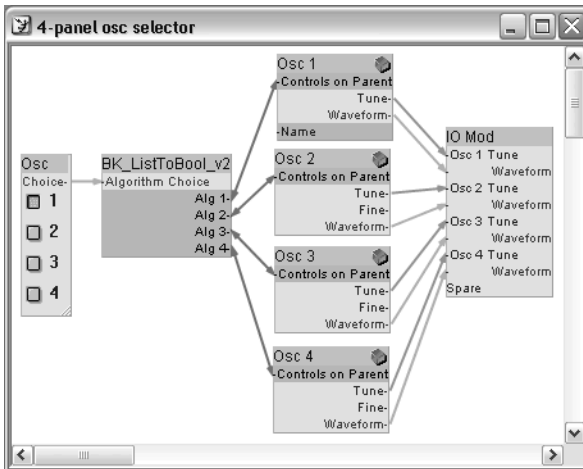 4-panel osc selector
Osc
Choice-
1
2
3
4
BK_ListToBool_v2
-Algorithm Choice
Alg 1-
Alg 2-
Alg 3-
Alg 4-
Osc 1
-Controls on Parent
Tune-
Waveform-
-Name
Osc 2
-Controls on Parent
Tune-
Fine-
Waveform-
Osc 3
-Controls on Parent
Tune-
Fine-
Waveform-
Osc 4
-Controls on Parent
Tune-
Fine-
Waveform-
IO Mod
-Osc 1 Tune
- Waveform
-Osc 2 Tune
- Waveform
-Osc 3 Tune
- Waveform
-Osc 4 Tune
- Waveform
Spare